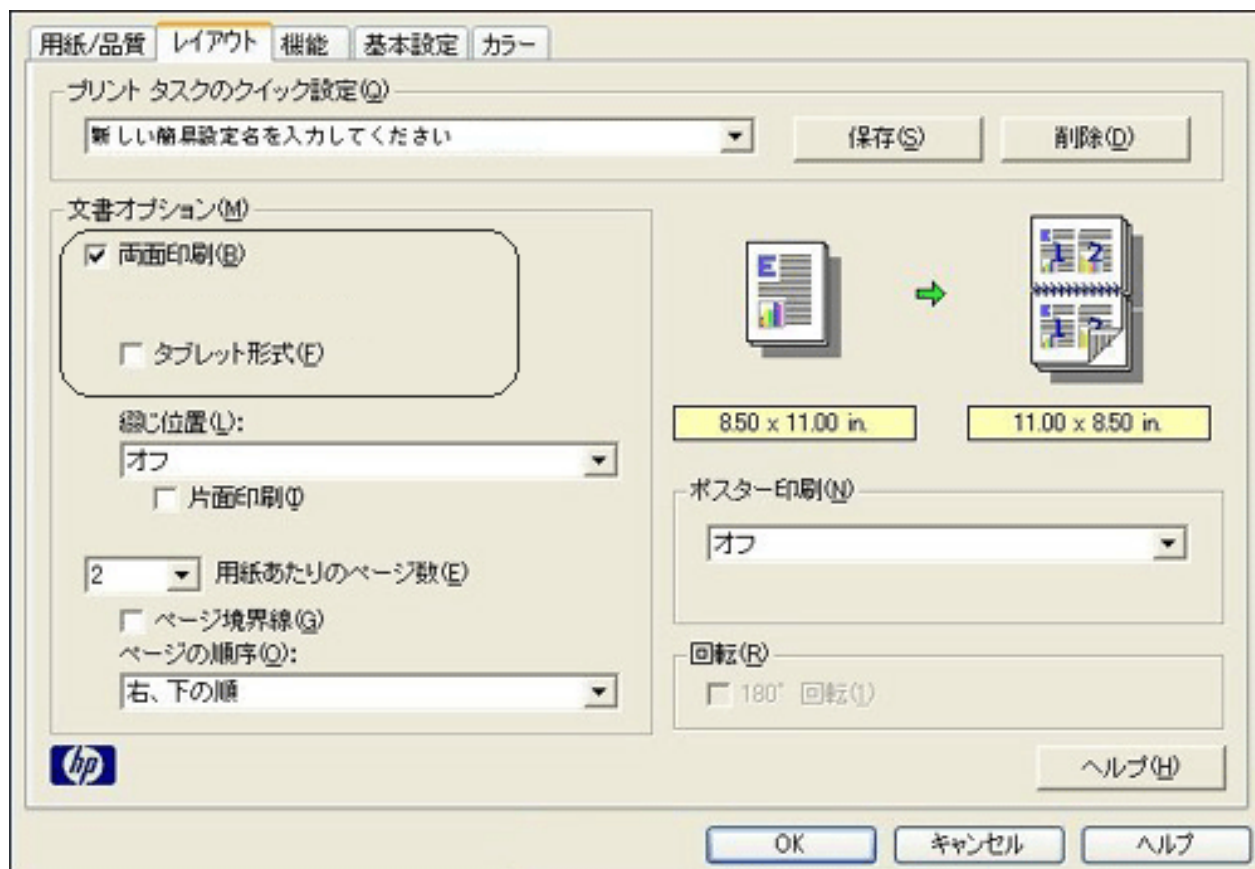 用紙/品質 レイアウト 機能 基本設定 カラー
プリント タスクのクイック設定(Q)
新しい簡易設定名を入力してください 保存(S) 削除(D)
文書オプション(M)
両面印刷(B)
タブレット形式(F)
綴じ位置(L):
オフ
片面印刷(I)
2 用紙あたりのページ数(E)
ページ境界線(G)
ページの順序(O):
右、下の順
E
1 2
E
1 2
8.50 x 11.00 in.
11.00 x 8.50 in.
ポスター印刷(N)
オフ
回転(R)
180° 回転(1)
hp
ヘルプ(H)
OK キャンセル ヘルプ